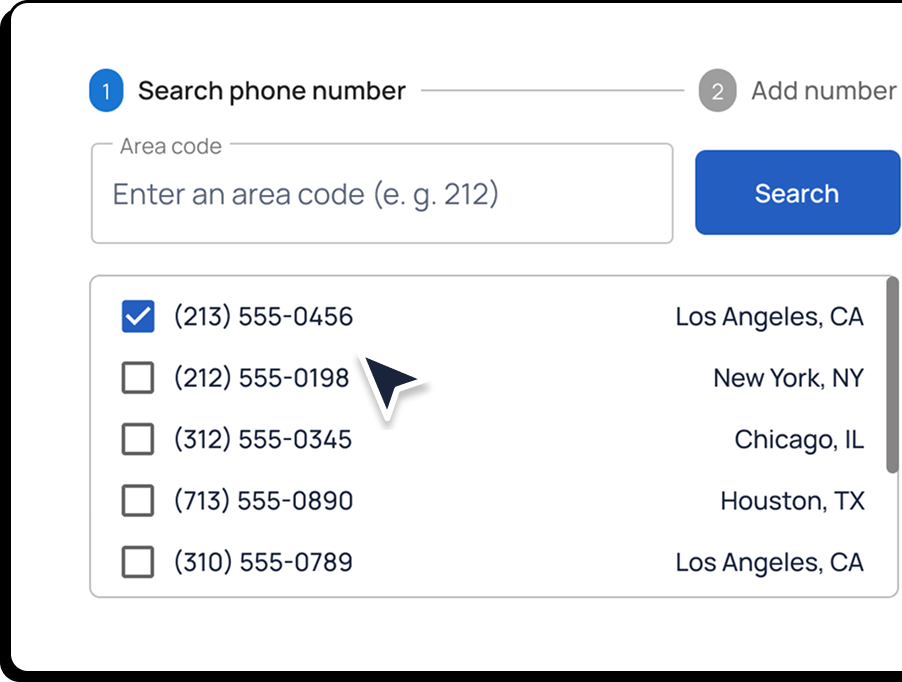 1 Search phone number 2 Add number
Area code
Enter an area code (e. g. 212) Search
(213) 555-0456 Los Angeles, CA
(212) 555-0198 New York, NY
(312) 555-0345 Chicago, IL
(713) 555-0890 Houston, TX
(310) 555-0789 Los Angeles, CA